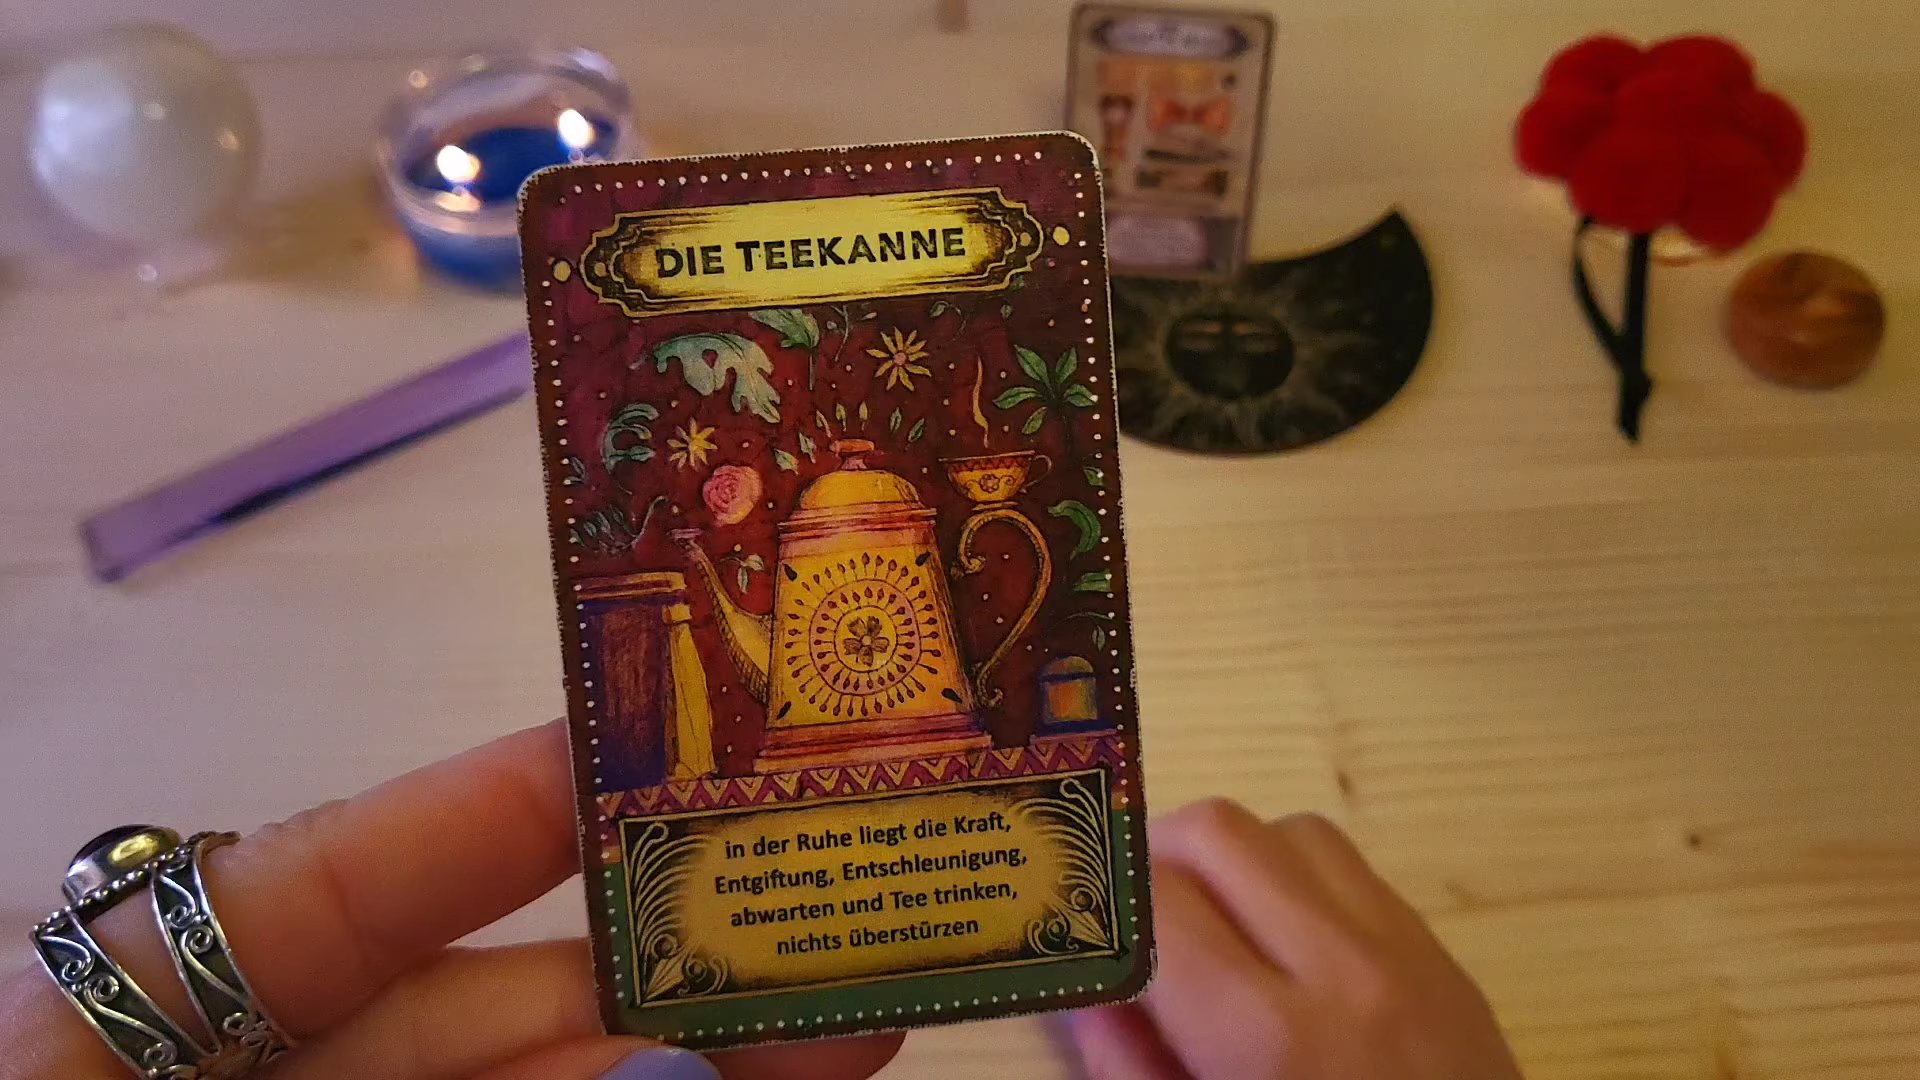 DIE TEEKANNE
in der Ruhe liegt die Kraft,
Entgiftung, Entschleunigung,
abwarten und Tee trinken,
nichts überstürzen